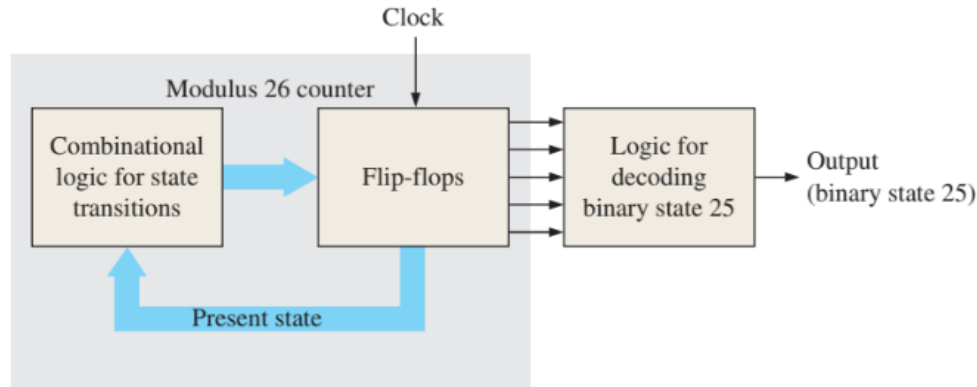 Clock
Modulus 26 counter
Combinational
logic for state
transitions
Flip-flops
Logic for
decoding
binary state 25
Output
(binary state 25)
Present state